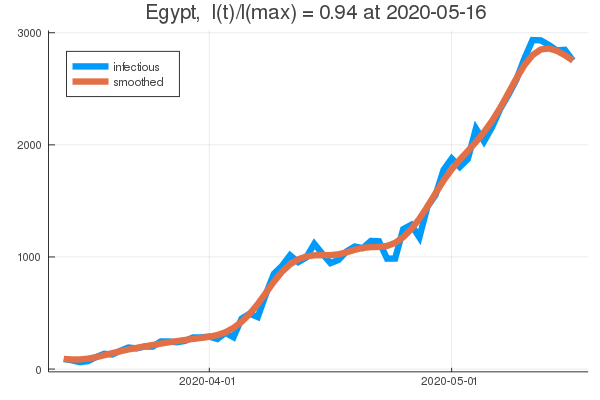 Egypt,  I(t)/I(max) = 0.94 at 2020-05-16
3000
infectious
smoothed
2000
1000
0
2020-04-01
2020-05-01